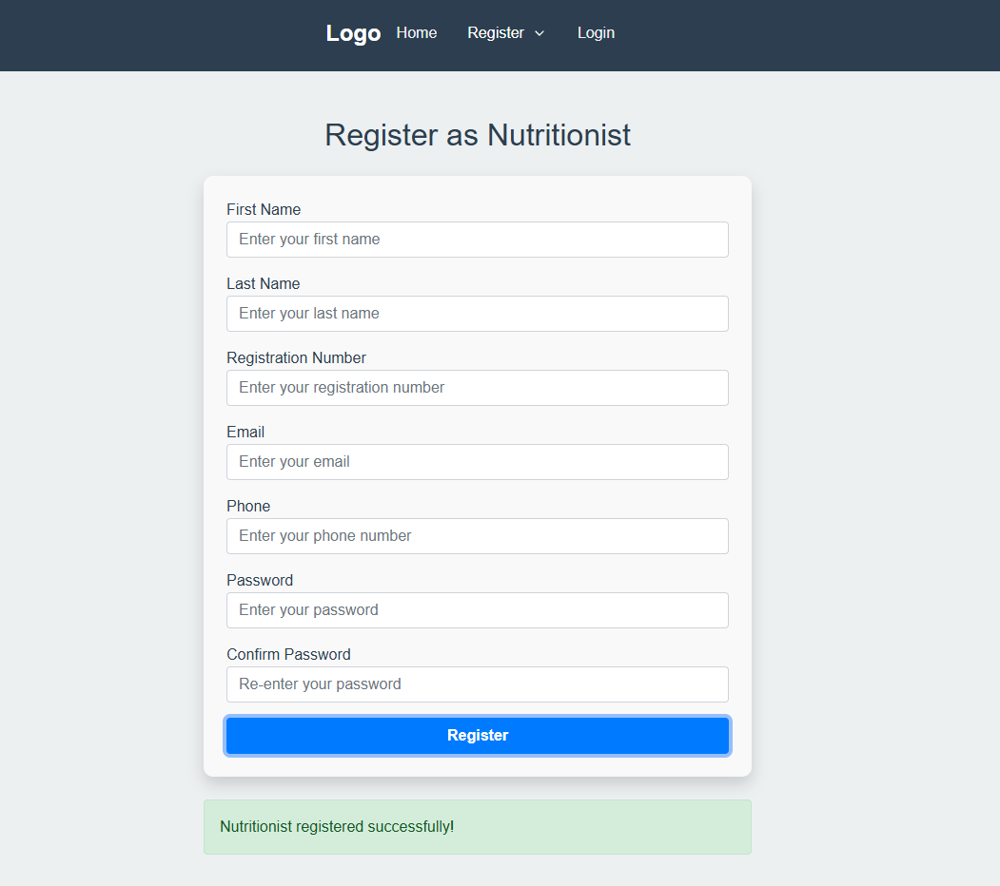 Logo Home Register Login
Register as Nutritionist
First Name
Enter your first name
Last Name
Enter your last name
Registration Number
Enter your registration number
Email
Enter your email
Phone
Enter your phone number
Password
Enter your password
Confirm Password
Re-enter your password
Register
Nutritionist registered successfully!